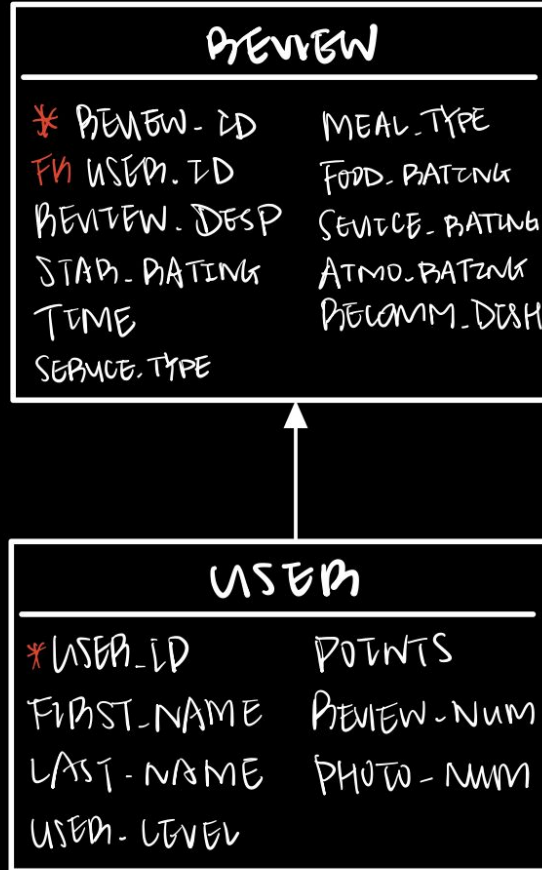 REVIEW
* REVIEW_ID
FK USER_ID
REVIEW_DESP
STAR_RATING
TIME
SERVICE_TYPE
MEAL_TYPE
FOOD_RATING
SEVICE_RATING
ATMO_RATING
RECOMM_DISH
USER
* USER_ID
FIRST_NAME
LAST_NAME
USER_LEVEL
POINTS
REVIEW_NUM
PHOTO_NUM